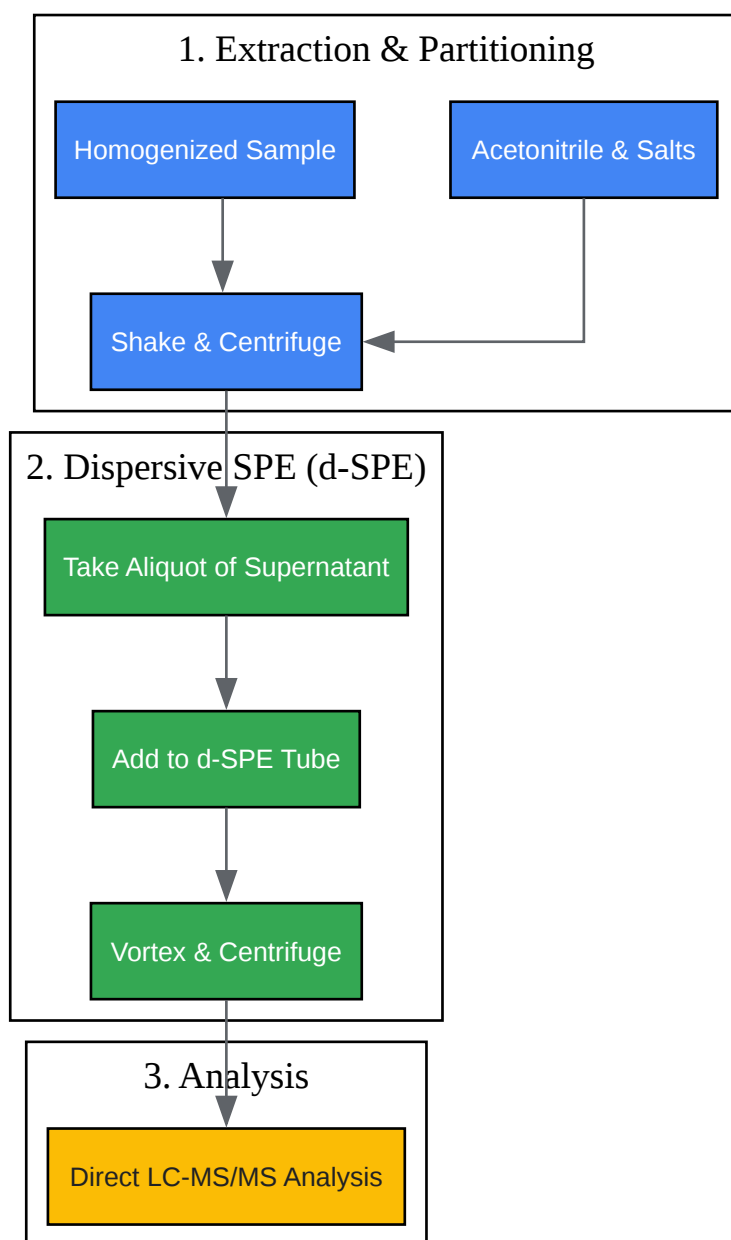 1. Extraction & Partitioning
Homogenized Sample
Acetonitrile & Salts
Shake & Centrifuge
2. Dispersive SPE (d-SPE)
Take Aliquot of Supernatant
Add to d-SPE Tube
Vortex & Centrifuge
3. Analysis
Direct LC-MS/MS Analysis